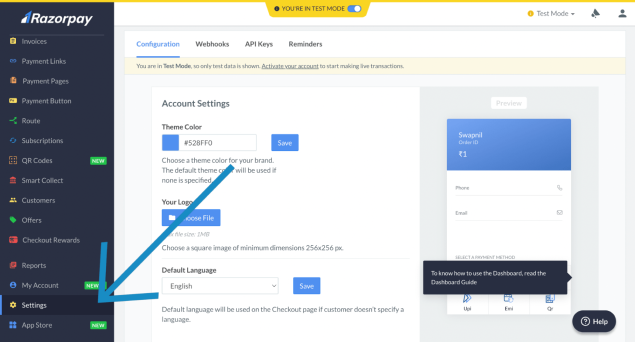 Razorpay
YOU'RE IN TEST MODE
Test Mode
Invoices
Payment Links
Payment Pages
Payment Button
Route
Subscriptions
QR Codes NEW
Smart Collect
Customers
Offers
Checkout Rewards
Reports
My Account NEW
Settings
App Store NEW
Configuration Webhooks API Keys Reminders
You are in Test Mode, so only test data is shown. Activate your account to start making live transactions.
Account Settings
Theme Color
#528FF0 Save
Choose a theme color for your brand.
The default theme color will be used if
none is specified.
Your Logo
Choose File
file size: 1MB
Choose a square image of minimum dimensions 256x256 px.
Default Language
English Save
Default language will be used on the Checkout page if customer doesn't specify a
language.
Preview
Swapnil
Order ID
₹1
Phone
Email
SELECT A PAYMENT METHOD
To know how to use the Dashboard, read the
Dashboard Guide
Upi Emi Qr
Help